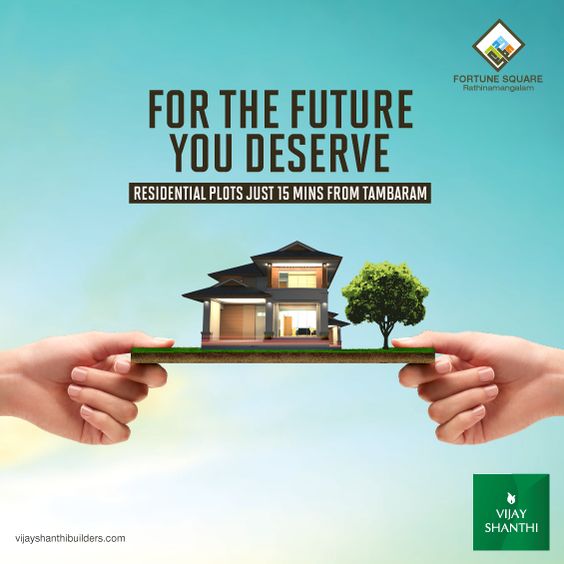 FORTUNE SQUARE
Rathinamangalam
FOR THE FUTURE
YOU DESERVE
RESIDENTIAL PLOTS JUST 15 MINS FROM TAMBARAM
VIJAY
SHANTHI
vijayshanthibuilders.com